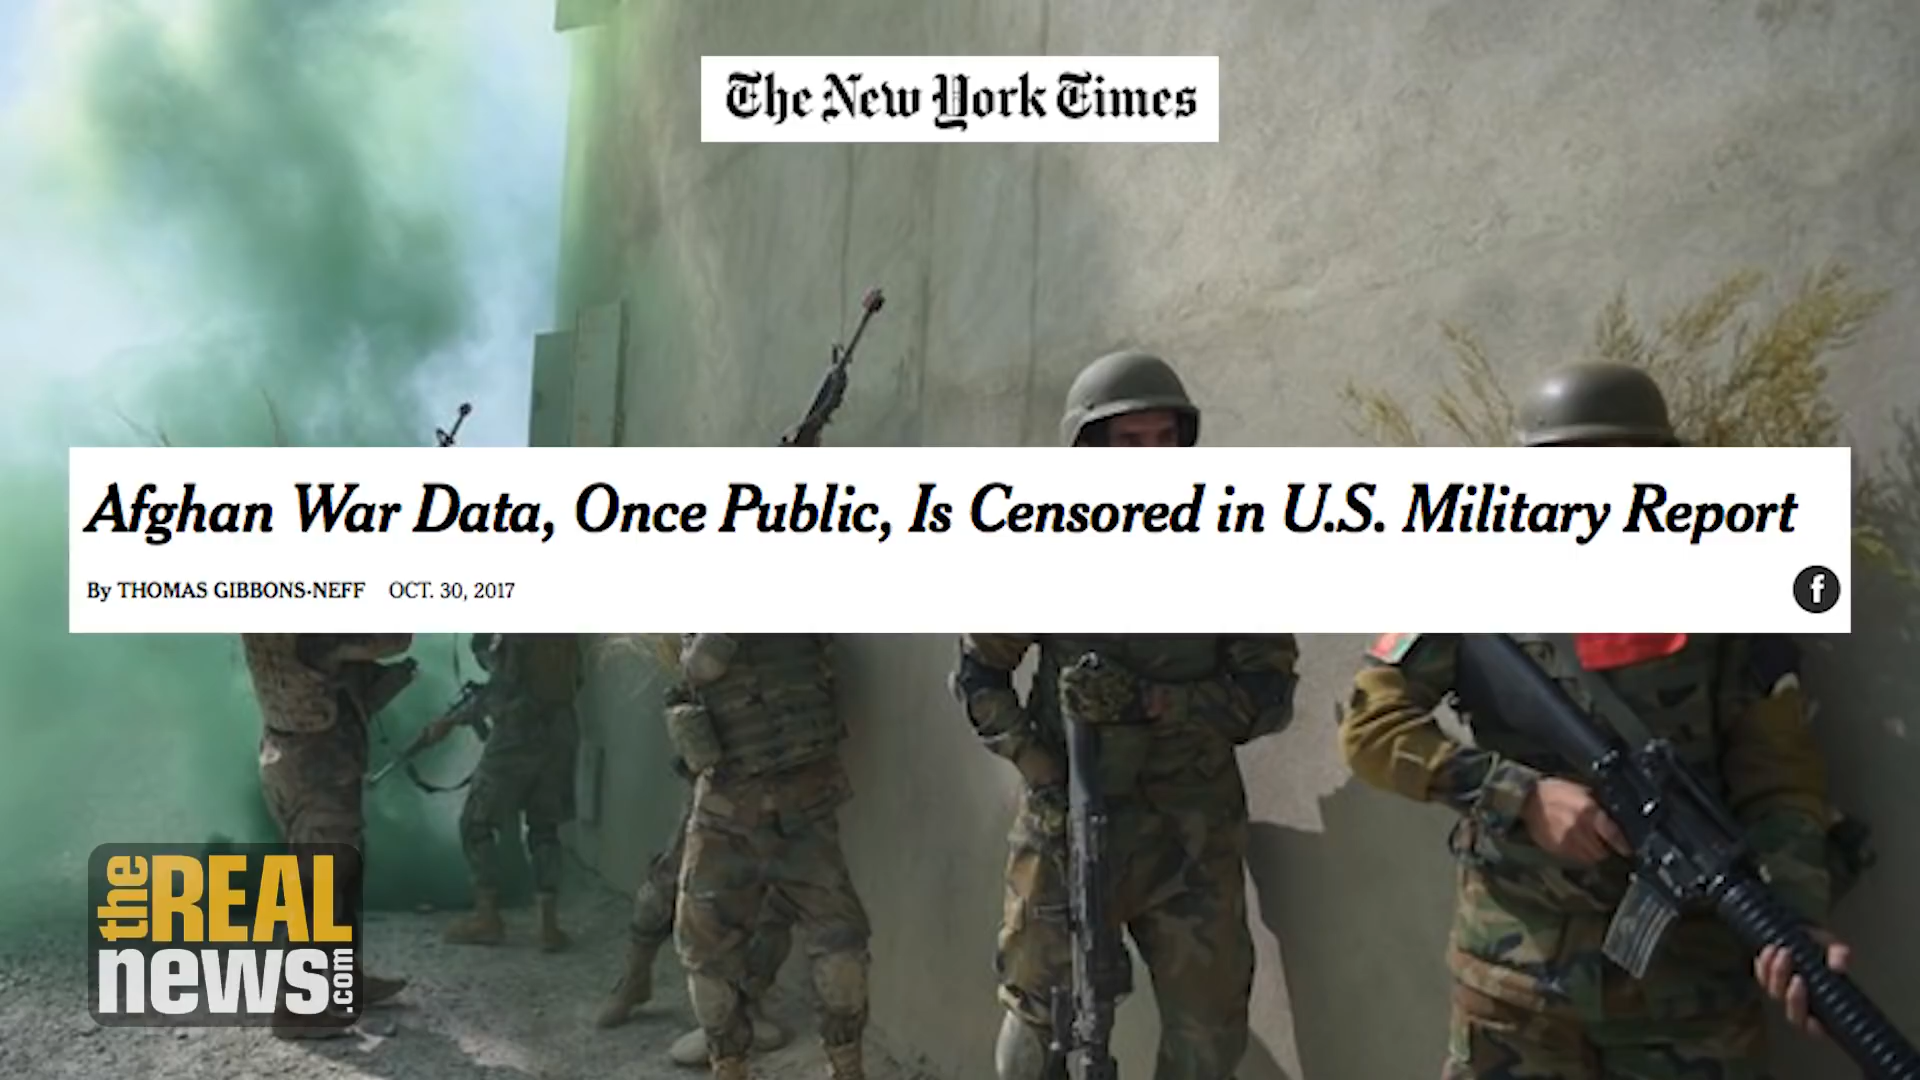 The New York Times
Afghan War Data, Once Public, Is Censored in U.S. Military Report
By THOMAS GIBBONS-NEFF OCT. 30, 2017
f
the REAL
news.com